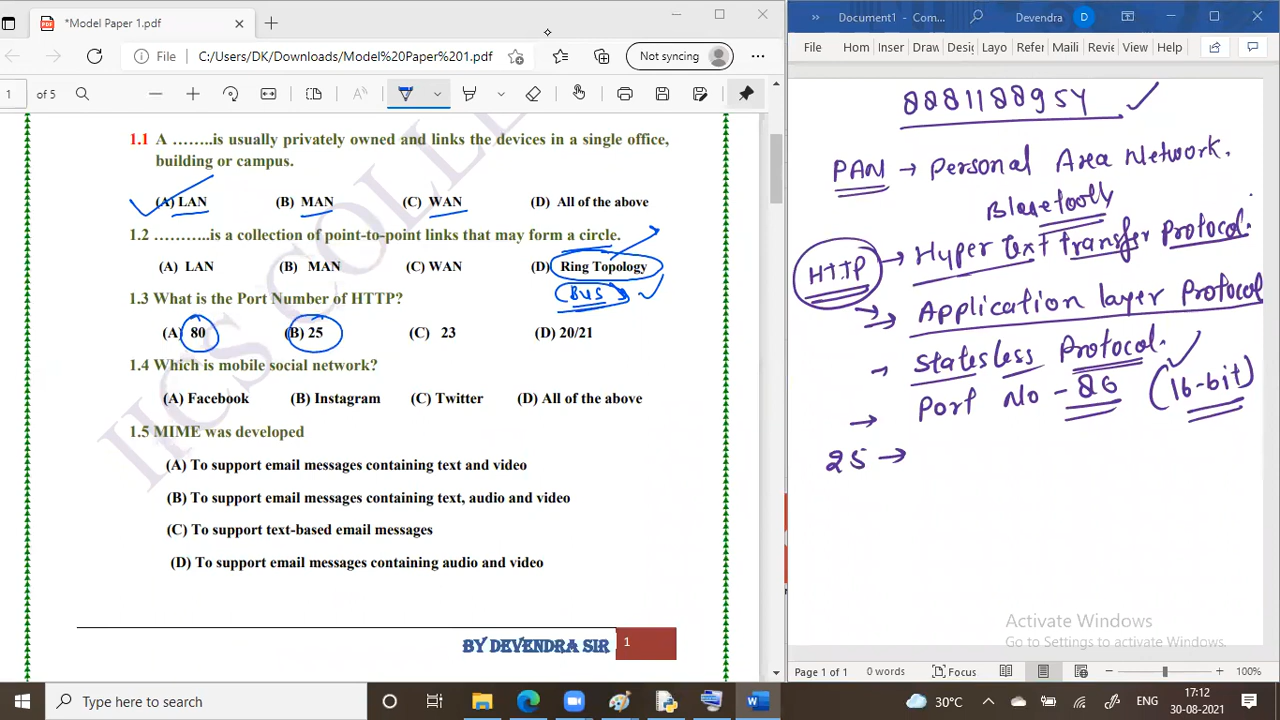 *Model Paper 1.pdf
File
C:/Users/DK/Downloads/Model%20Paper%201.pdf
Not syncing
1 of 5
1.1 A ……..is usually privately owned and links the devices in a single office,
building or campus.
(A) LAN (B) MAN (C) WAN (D) All of the above
1.2 ………..is a collection of point-to-point links that may form a circle.
(A) LAN (B) MAN (C) WAN (D) Ring Topology
BUS
1.3 What is the Port Number of HTTP?
(A) 80 (B) 25 (C) 23 (D) 20/21
1.4 Which is mobile social network?
(A) Facebook (B) Instagram (C) Twitter (D) All of the above
1.5 MIME was developed
(A) To support email messages containing text and video
(B) To support email messages containing text, audio and video
(C) To support text-based email messages
(D) To support email messages containing audio and video
BY DEVENDRA SIR 1
IICS COLLE
Document1 - Com... Devendra D
File Hom Inser Draw Desig Layo Refer Maili Revie View Help
8881188954
PAN → Personal Area Network.
HTTP → Hyper text transfer Protocol.
→ Application layer Protocol
→ Statesless Protocol.
→ Port No - 80 (16-bit)
25 →
Activate Windows
Go to Settings to activate Windows.
Page 1 of 1 0 words Focus 100%
Type here to search
30°C ENG 17:12
30-08-2021